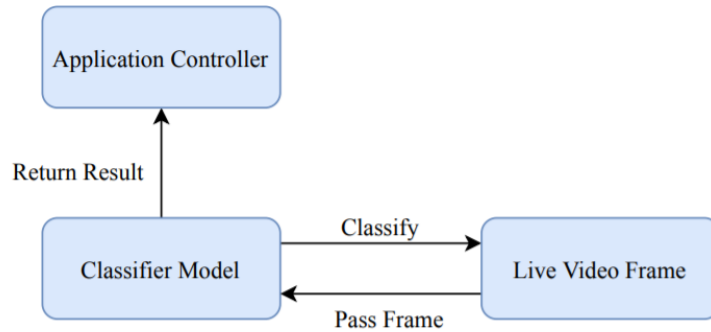 Application Controller
Return Result
Classify
Classifier Model
Live Video Frame
Pass Frame